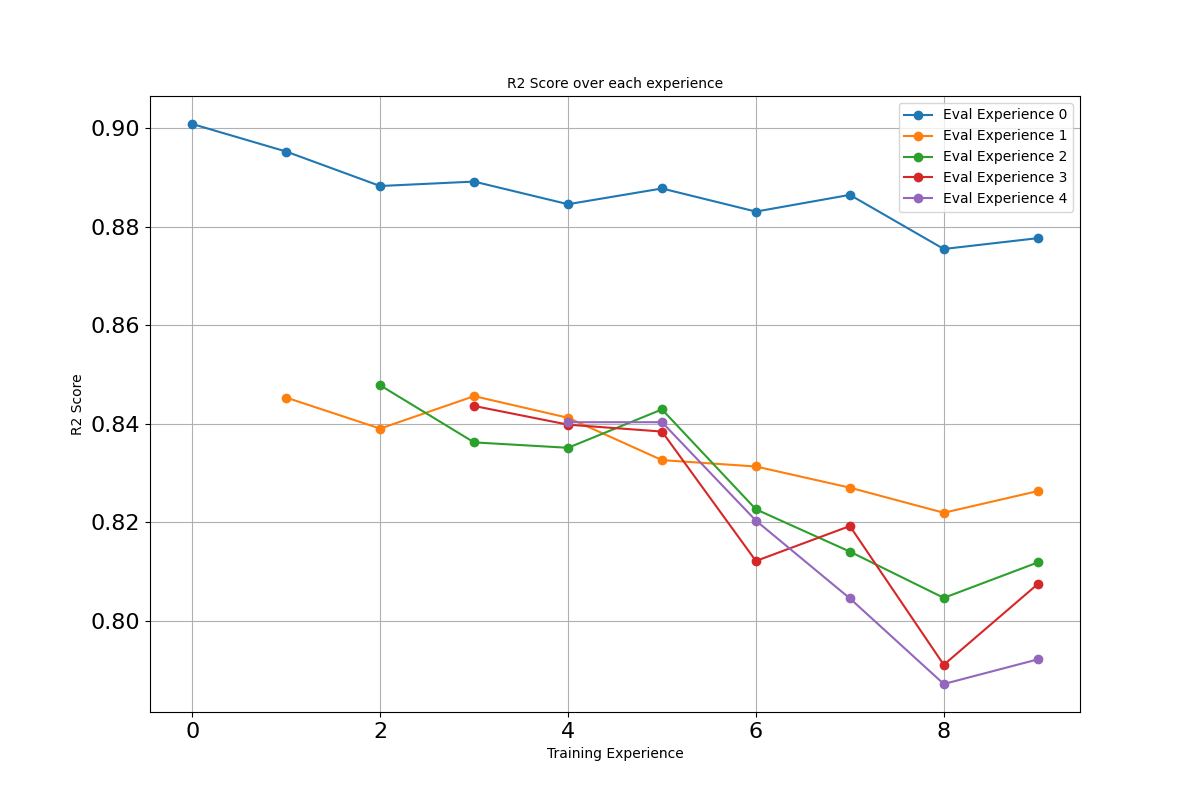 R2 Score over each experience
Eval Experience 0
Eval Experience 1
Eval Experience 2
Eval Experience 3
Eval Experience 4
0.90
0.88
0.86
0.84
0.82
0.80
R2 Score
0 2 4 6 8
Training Experience